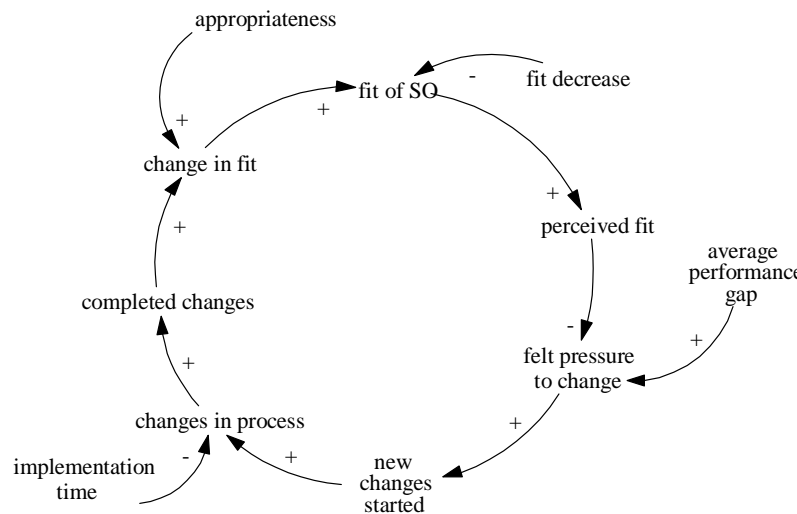 appropriateness
+
change in fit
+
fit of SO
-
fit decrease
+
perceived fit
average
performance
gap
-
+
felt pressure
to change
+
new
changes
started
+
changes in process
-
implementation
time
+
completed changes
+